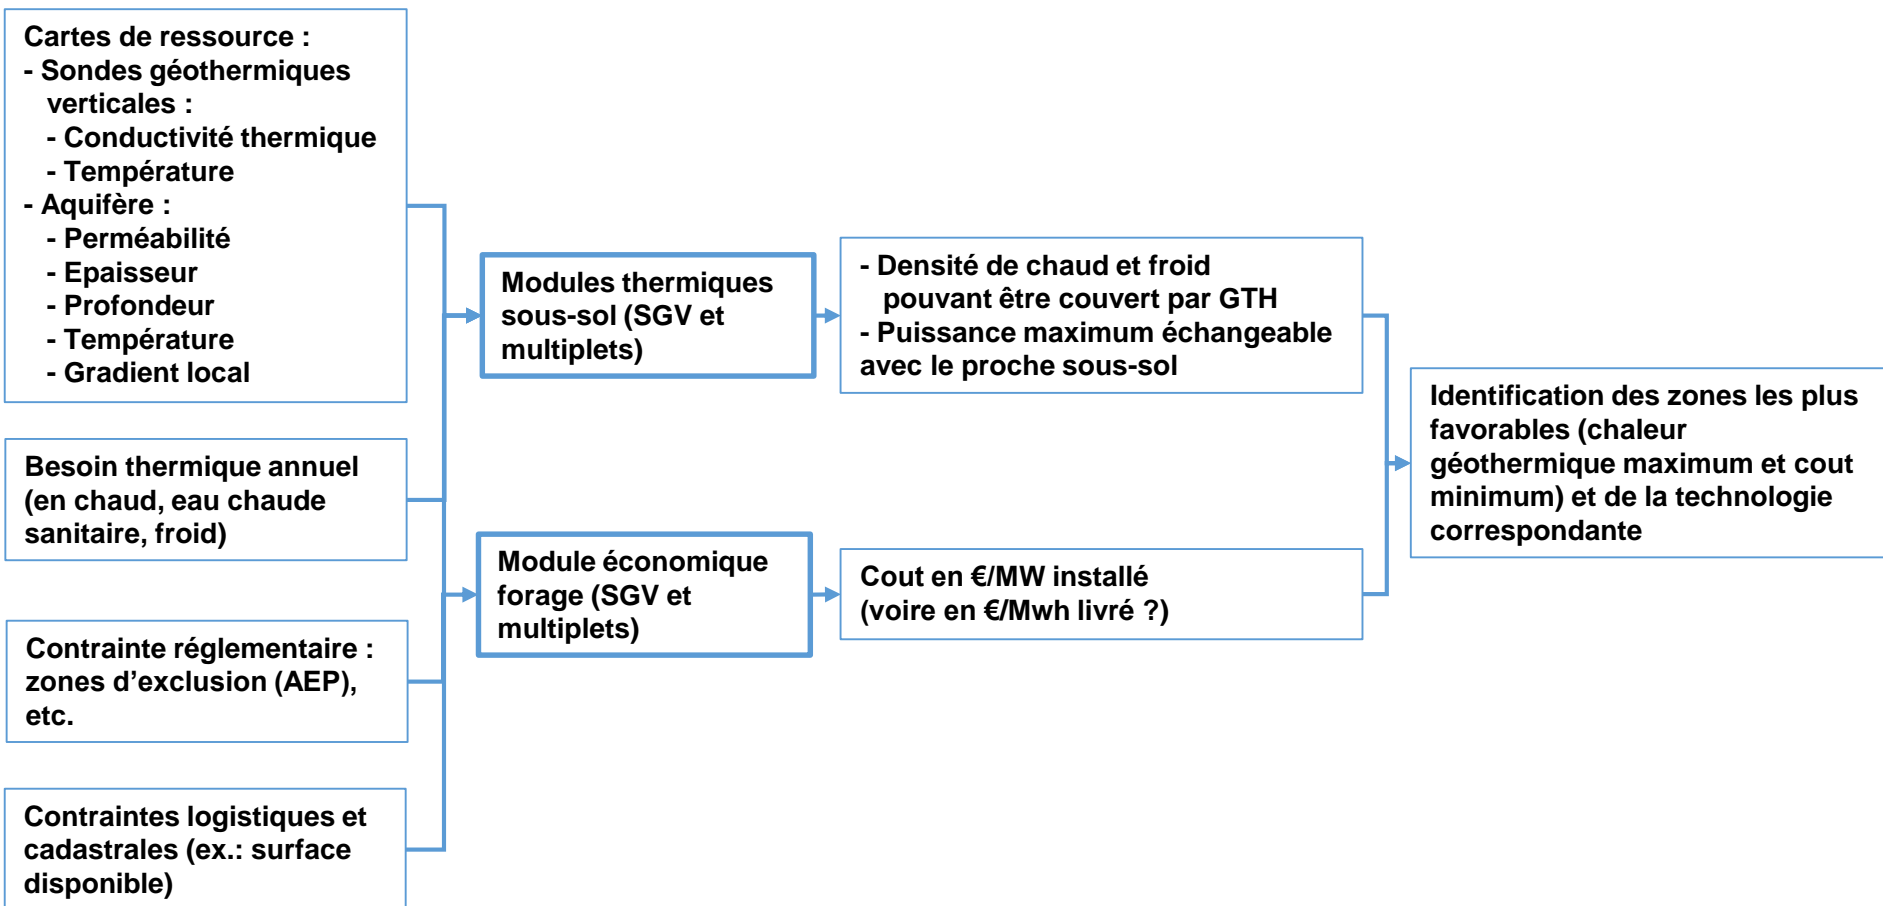 Cartes de ressource :
- Sondes géothermiques
verticales :
- Conductivité thermique
- Température
- Aquifère :
- Perméabilité
- Epaisseur
- Profondeur
- Température
- Gradient local
Besoin thermique annuel
(en chaud, eau chaude
sanitaire, froid)
Contrainte réglementaire :
zones d’exclusion (AEP),
etc.
Contraintes logistiques et
cadastrales (ex.: surface
disponible)
Modules thermiques
sous-sol (SGV et
multiplets)
Module économique
forage (SGV et
multiplets)
- Densité de chaud et froid
pouvant être couvert par GTH
- Puissance maximum échangeable
avec le proche sous-sol
Cout en €/MW installé
(voire en €/Mwh livré ?)
Identification des zones les plus
favorables (chaleur
géothermique maximum et cout
minimum) et de la technologie
correspondante